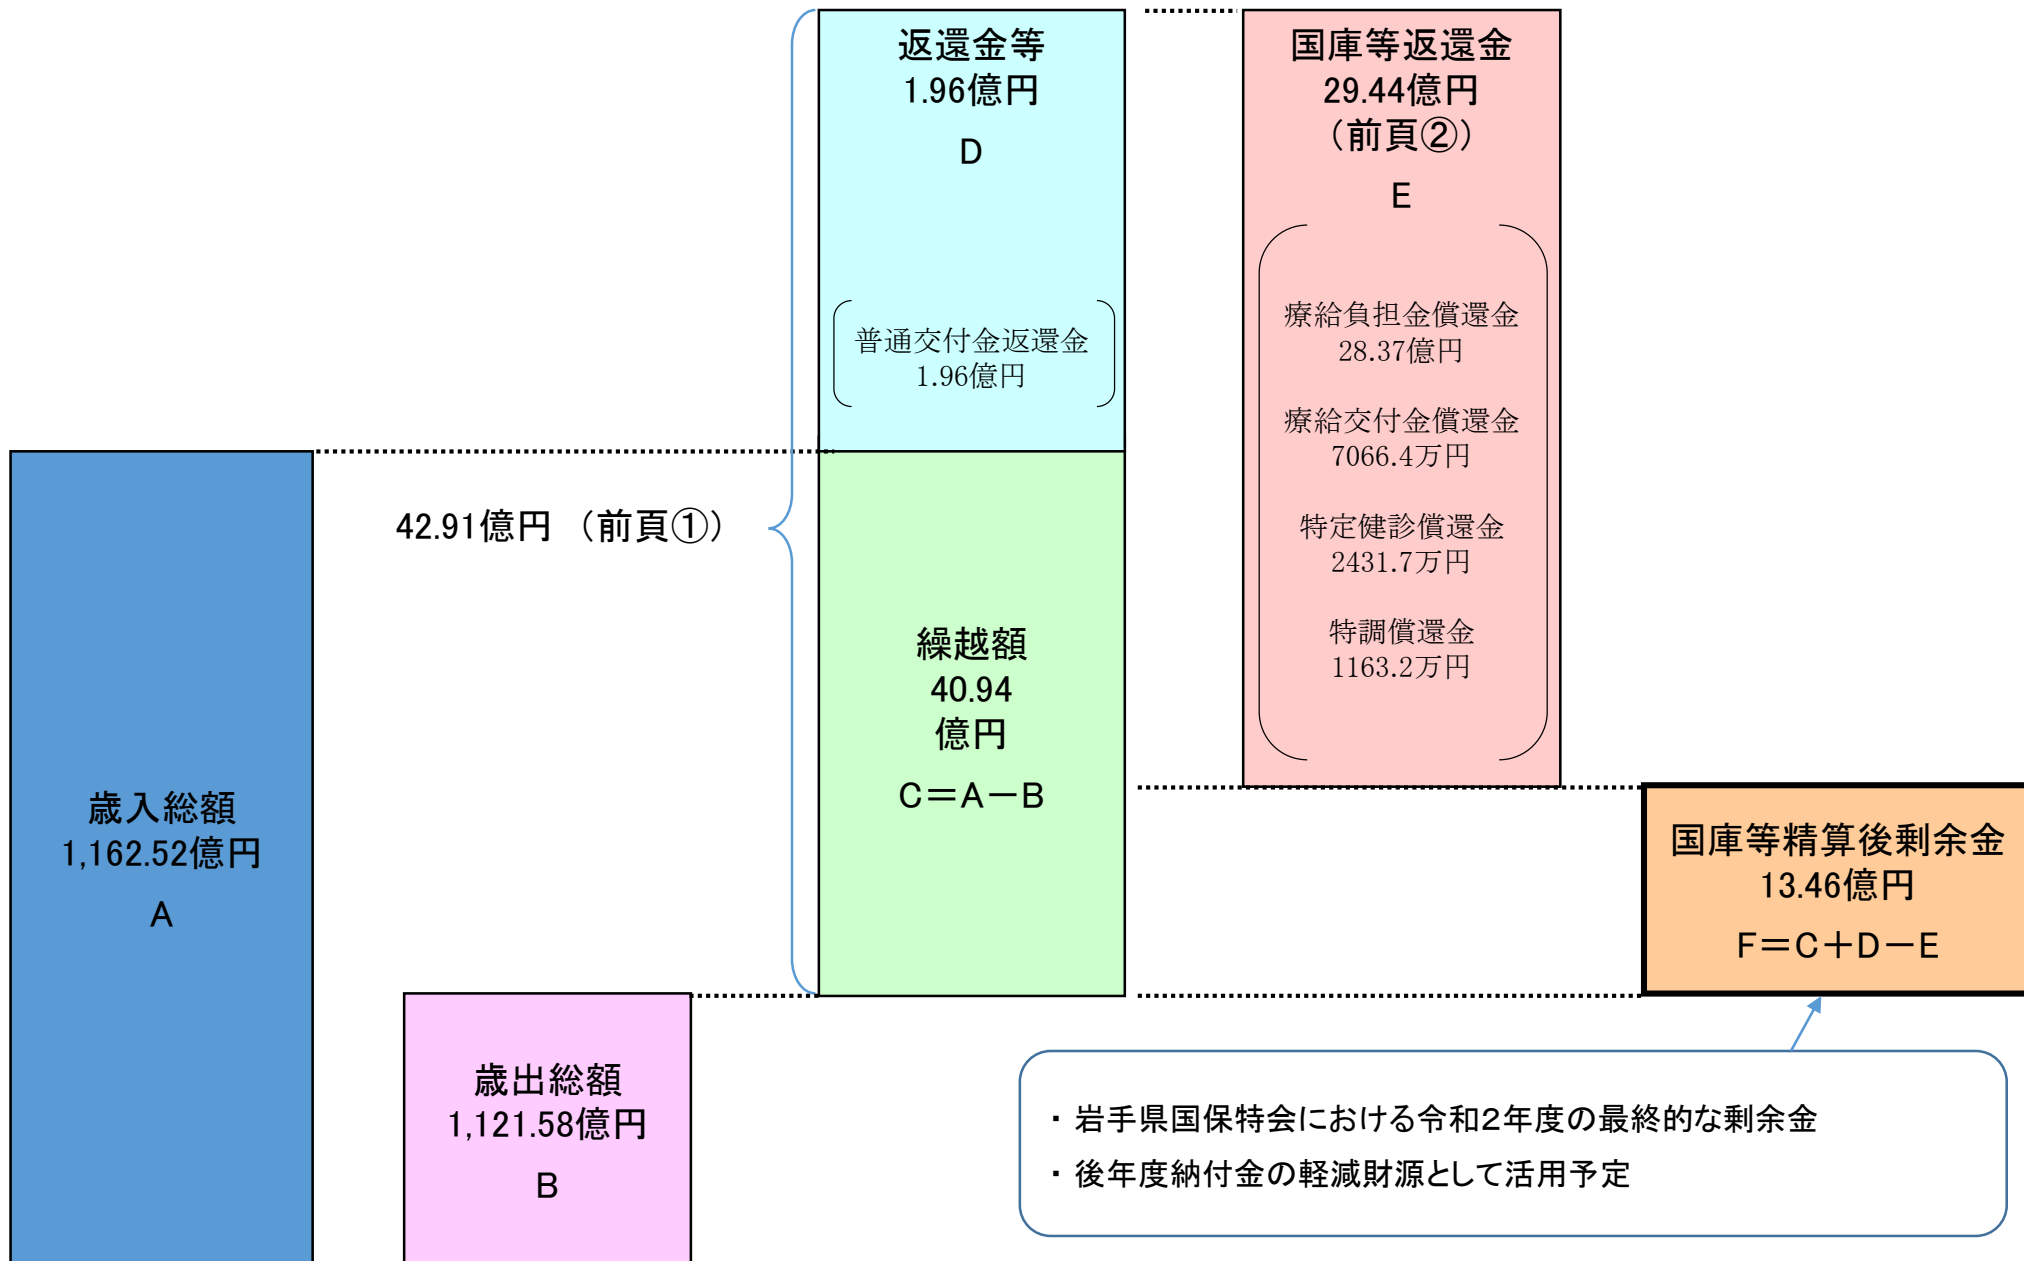 返還金等
1.96億円
D
普通交付金返還金
1.96億円
国庫等返還金
29.44億円
（前頁②）
E
療給負担金償還金
28.37億円
療給交付金償還金
7066.4万円
特定健診償還金
2431.7万円
特調償還金
1163.2万円
42.91億円 （前頁①）
繰越額
40.94
億円
C＝A－B
歳入総額
1,162.52億円
A
歳出総額
1,121.58億円
B
国庫等精算後剰余金
13.46億円
F＝C＋D－E
・ 岩手県国保特会における令和２年度の最終的な剰余金
・ 後年度納付金の軽減財源として活用予定